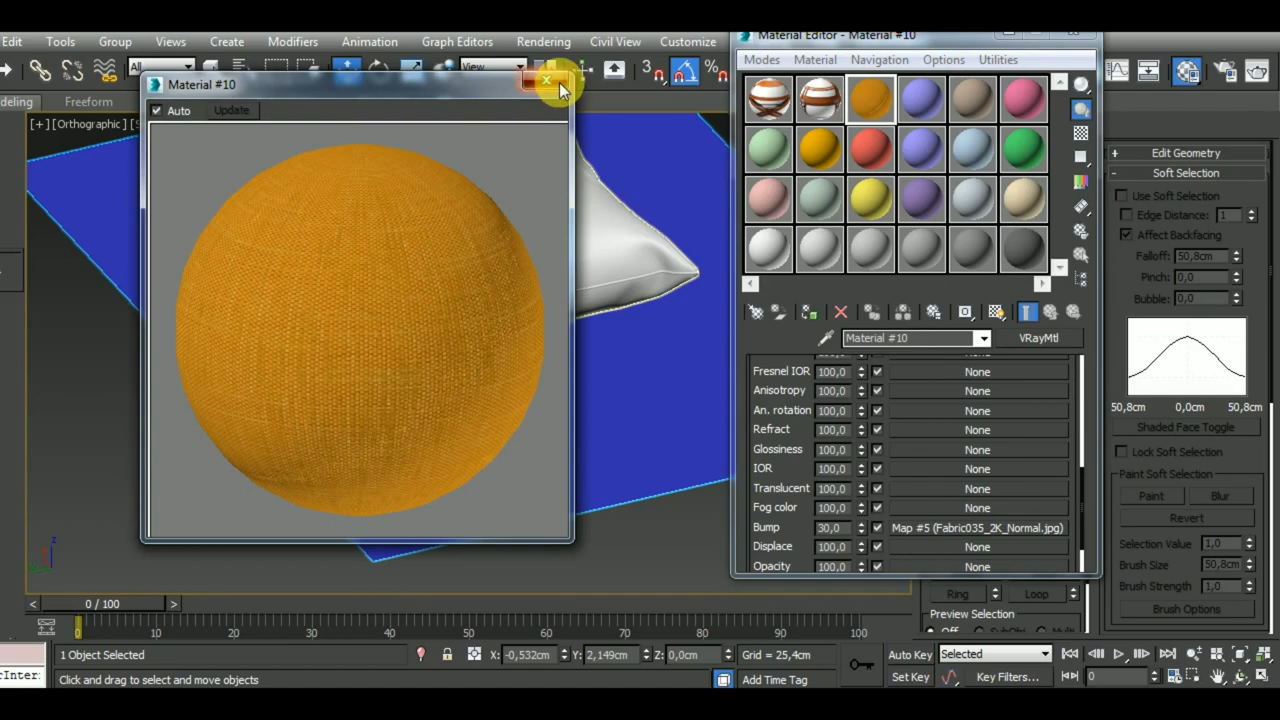 Edit Tools Group Views Create Modifiers Animation Graph Editors Rendering Civil View Customize
Material Editor - Material #10
Modes Material Navigation Options Utilities
All
View
3
%
Material #10
Auto Update
deling Freeform
[+][Orthographic][S
Edit Geometry
Soft Selection
Use Soft Selection
Edge Distance: 1
Affect Backfacing
Falloff: 50,8cm
Pinch: 0,0
Bubble: 0,0
50,8cm 0,0cm 50,8cm
Shaded Face Toggle
Lock Soft Selection
Paint Soft Selection
Paint Blur
Revert
Selection Value 1,0
Brush Size 50,8cm
Brush Strength 1,0
Brush Options
Material #10 VRayMtl
Fresnel IOR 100,0 None
Anisotropy 100,0 None
An. rotation 100,0 None
Refract 100,0 None
Glossiness 100,0 None
IOR 100,0 None
Translucent 100,0 None
Fog color 100,0 None
Bump 30,0 Map #5 (Fabric035_2K_Normal.jpg)
Displace 100,0 None
Opacity 100,0 None
Ring Loop
Preview Selection
Off SubObj Multi
z
< 0 / 100 >
0 10 20 30 40 50 60 70 80 90 100
1 Object Selected X: -0,532cm Y: 2,149cm Z: 0,0cm Grid = 25,4cm Auto Key Selected
rInter: Click and drag to select and move objects Add Time Tag Set Key Key Filters... 0